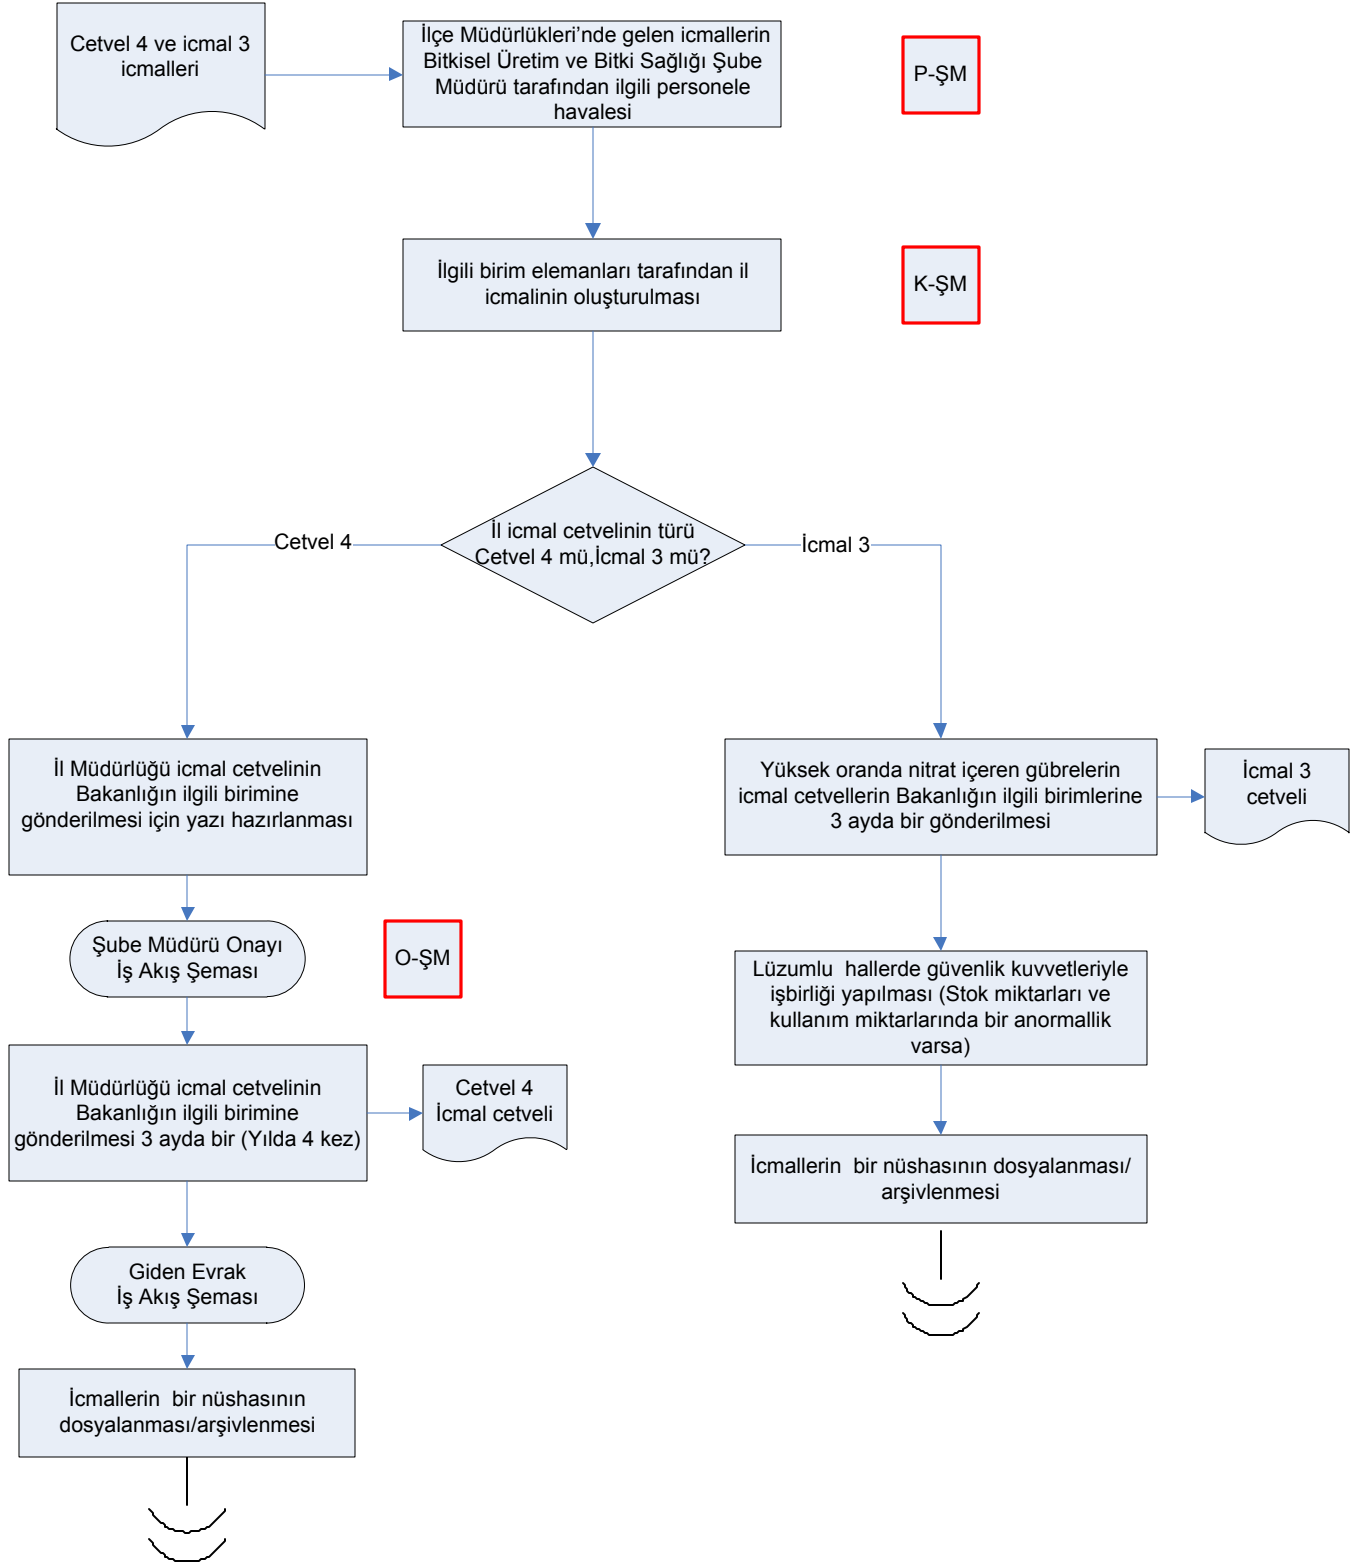 Cetvel 4 ve icmal 3
icmalleri
İlçe Müdürlükleri’nde gelen icmallerin
Bitkisel Üretim ve Bitki Sağlığı Şube
Müdürü tarafından ilgili personele
havalesi
P-ŞM
İlgili birim elemanları tarafından il
icmalinin oluşturulması
K-ŞM
İl icmal cetvelinin türü
Cetvel 4 mü,İcmal 3 mü?
Cetvel 4
İcmal 3
İl Müdürlüğü icmal cetvelinin
Bakanlığın ilgili birimine
gönderilmesi için yazı hazırlanması
Yüksek oranda nitrat içeren gübrelerin
icmal cetvellerin Bakanlığın ilgili birimlerine
3 ayda bir gönderilmesi
İcmal 3
cetveli
Şube Müdürü Onayı
İş Akış Şeması
O-ŞM
Lüzumlu  hallerde güvenlik kuvvetleriyle
işbirliği yapılması (Stok miktarları ve
kullanım miktarlarında bir anormallik
varsa)
İl Müdürlüğü icmal cetvelinin
Bakanlığın ilgili birimine
gönderilmesi 3 ayda bir (Yılda 4 kez)
Cetvel 4
İcmal cetveli
İcmallerin  bir nüshasının dosyalanması/
arşivlenmesi
Giden Evrak
İş Akış Şeması
İcmallerin  bir nüshasının
dosyalanması/arşivlenmesi